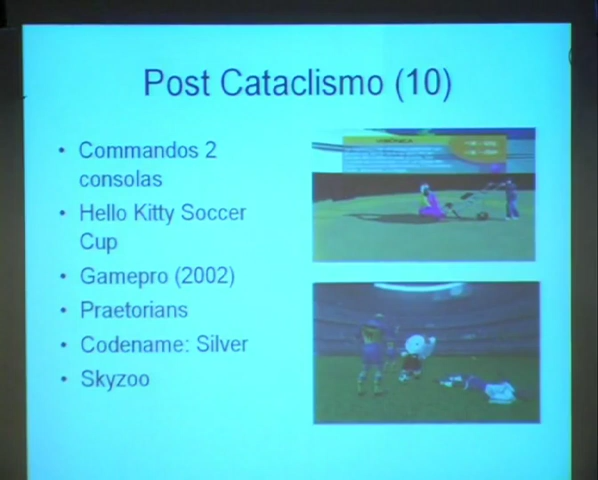 Post Cataclismo (10)
• Commandos 2
consolas
• Hello Kitty Soccer
Cup
• Gamepro (2002)
• Praetorians
• Codename: Silver
• Skyzoo